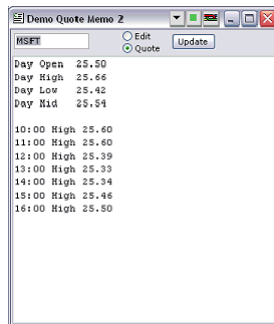 Demo Quote Memo 2
MSFT
Edit
Quote
Update
Day Open 25.50
Day High 25.66
Day Low 25.42
Day Mid 25.54
10:00 High 25.60
11:00 High 25.60
12:00 High 25.39
13:00 High 25.33
14:00 High 25.34
15:00 High 25.46
16:00 High 25.50